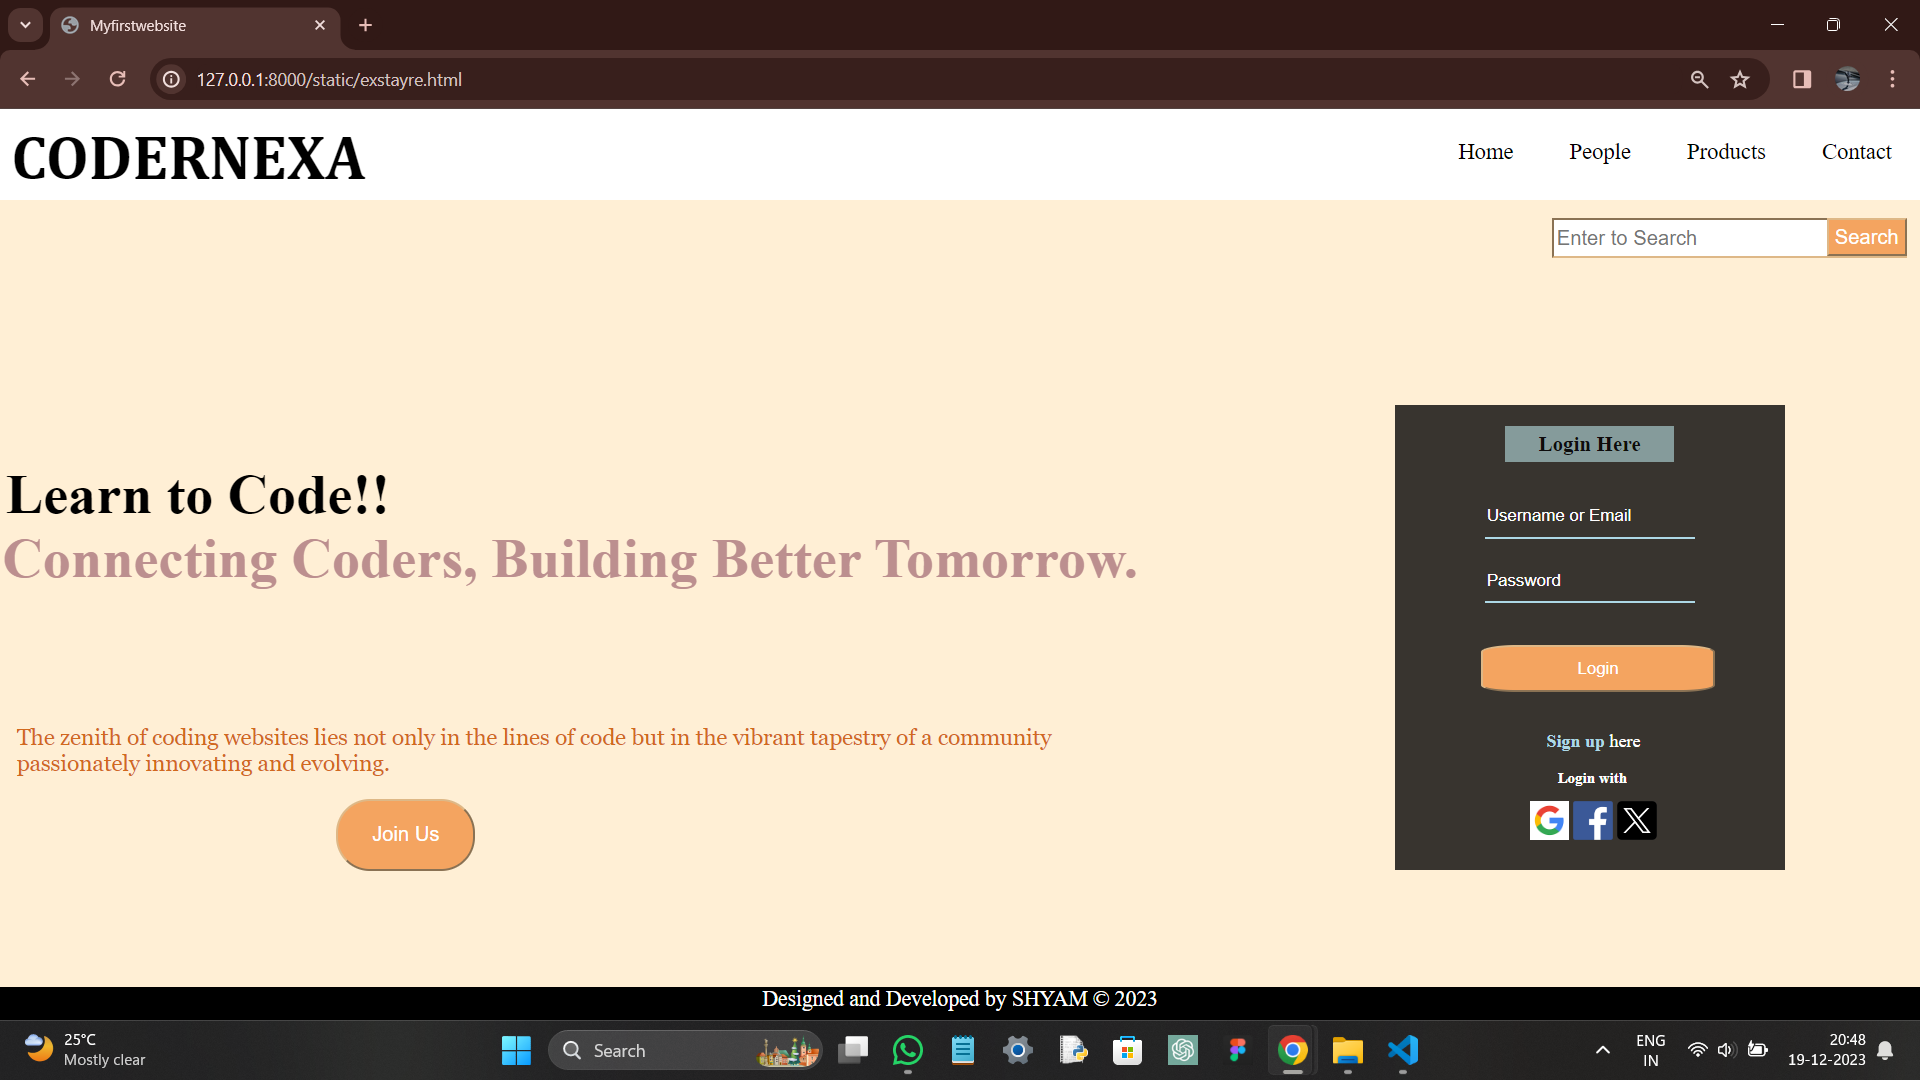 Myfirstwebsite
127.0.0.1:8000/static/exstayre.html
CODERNEXA
Home People Products Contact
Enter to Search Search
Learn to Code!!
Connecting Coders, Building Better Tomorrow.
The zenith of coding websites lies not only in the lines of code but in the vibrant tapestry of a community
passionately innovating and evolving.
Join Us
Login Here
Username or Email
Password
Login
Sign up here
Login with
Designed and Developed by SHYAM © 2023
25°C
Mostly clear
Search
ENG
IN
20:48
19-12-2023